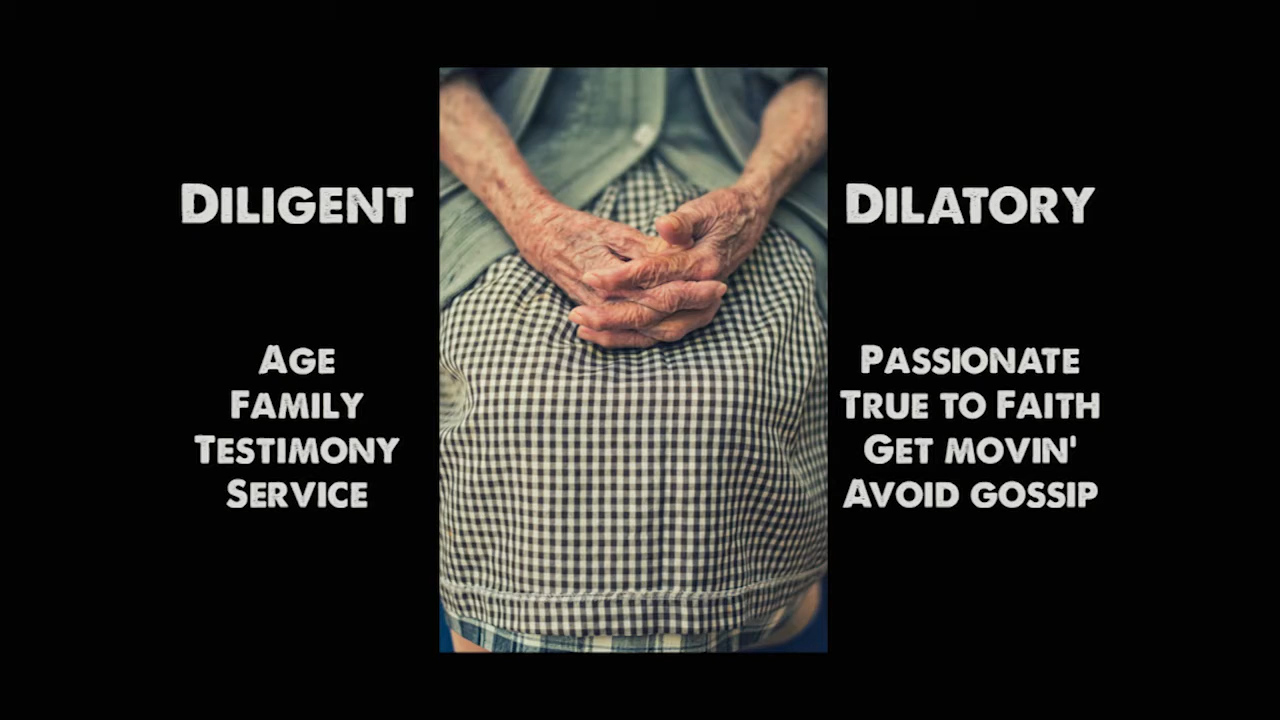 Diligent
Age
Family
Testimony
Service
Dilatory
Passionate
True to Faith
Get movin'
Avoid gossip